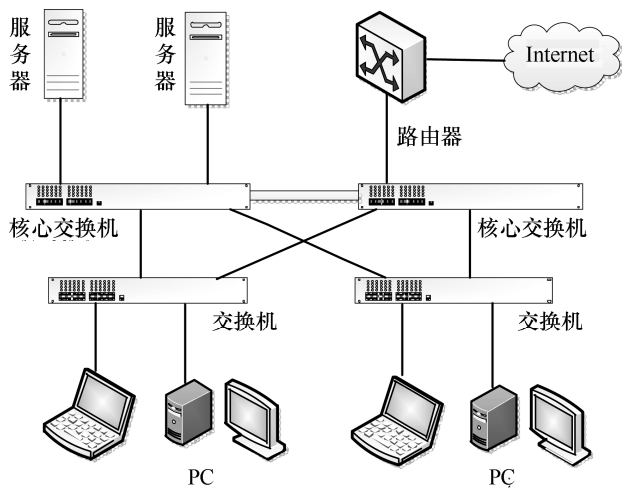 服务器
服务器
Internet
路由器
核心交换机
核心交换机
交换机
交换机
PC
PC